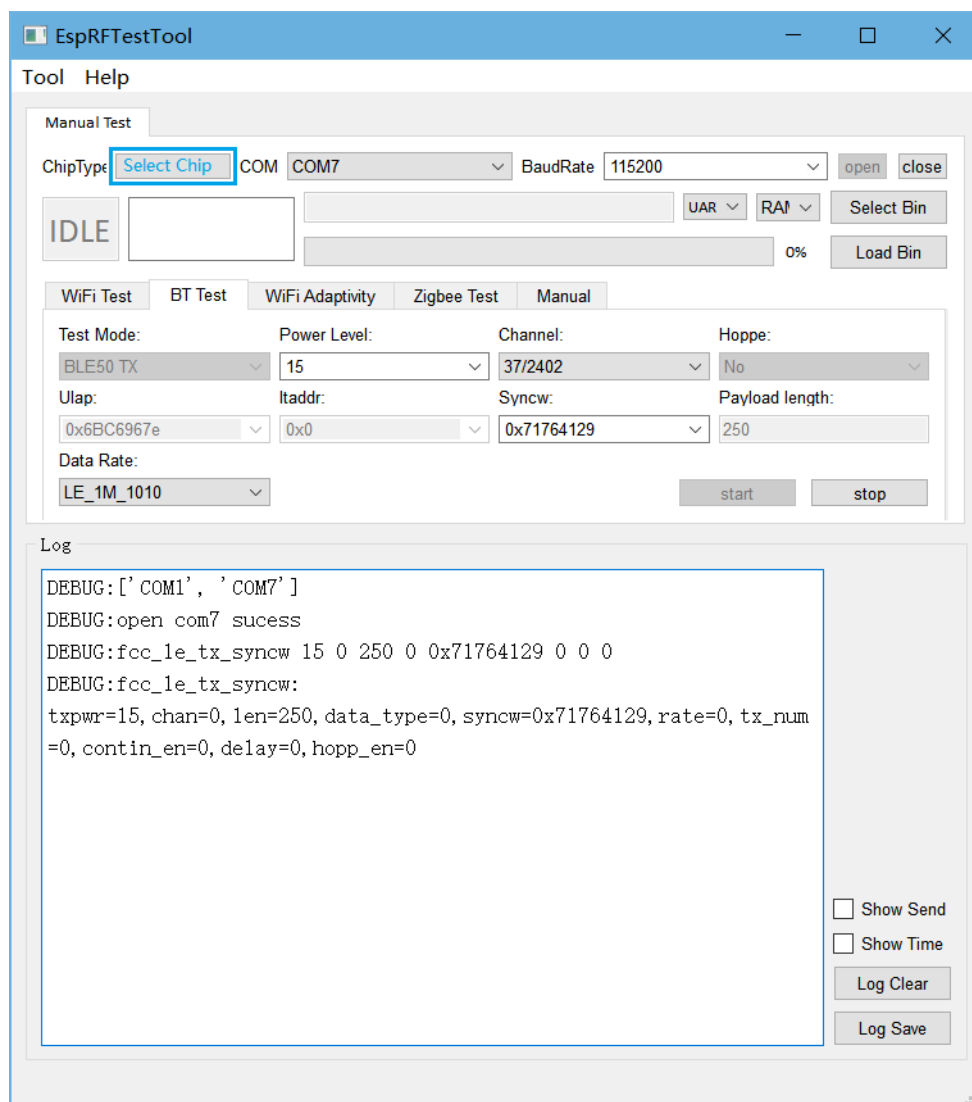 EspRFTestTool
Tool Help
Manual Test
ChipType Select Chip COM COM7 BaudRate 115200 open close
IDLE UAR RAM Select Bin
0% Load Bin
WiFi Test BT Test WiFi Adaptivity Zigbee Test Manual
Test Mode: Power Level: Channel: Hoppe:
BLE50 TX 15 37/2402 No
Ulap: ltaddr: Syncw: Payload length:
0x6BC6967e 0x0 0x71764129 250
Data Rate:
LE_1M_1010 start stop
Log
DEBUG:['COM1', 'COM7']
DEBUG:open com7 sucess
DEBUG:fcc_le_tx_syncw 15 0 250 0 0x71764129 0 0 0
DEBUG:fcc_le_tx_syncw:
txpwr=15,chan=0,len=250,data_type=0,syncw=0x71764129,rate=0,tx_num
=0,contin_en=0,delay=0,hopp_en=0
Show Send
Show Time
Log Clear
Log Save